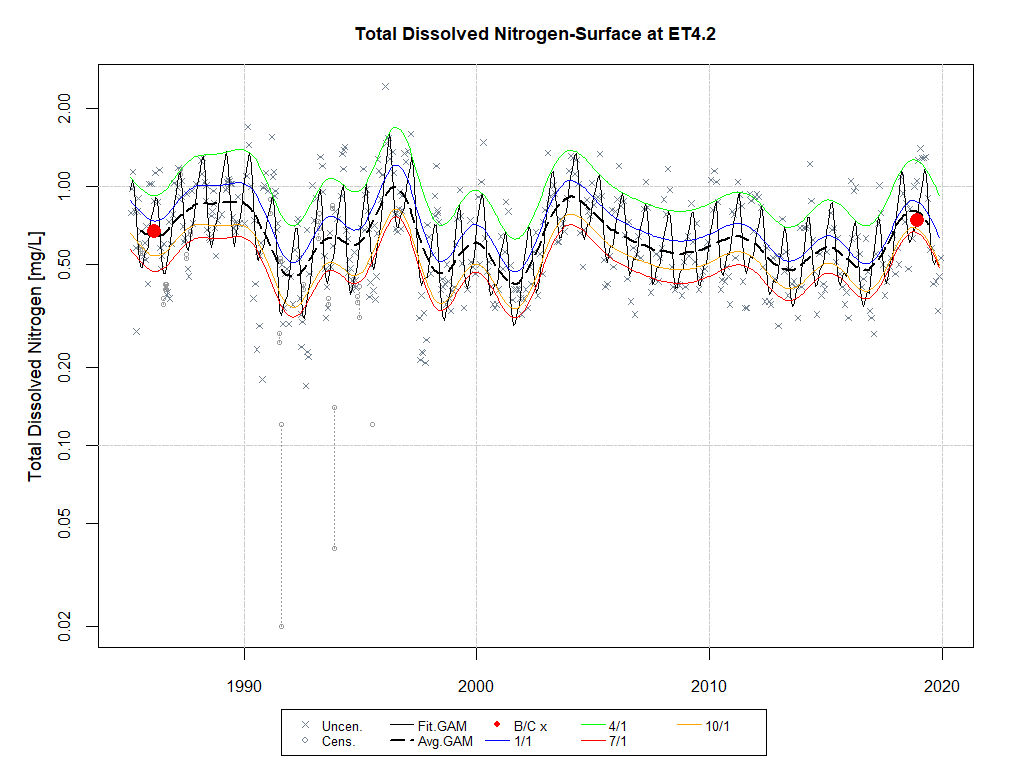 Total Dissolved Nitrogen-Surface at ET4.2
Total Dissolved Nitrogen [mg/L]
2.00
1.00
0.50
0.20
0.10
0.05
0.02
1990 2000 2010 2020
Uncen. Fit.GAM B/C x 4/1 10/1
Cens. Avg.GAM 1/1 7/1